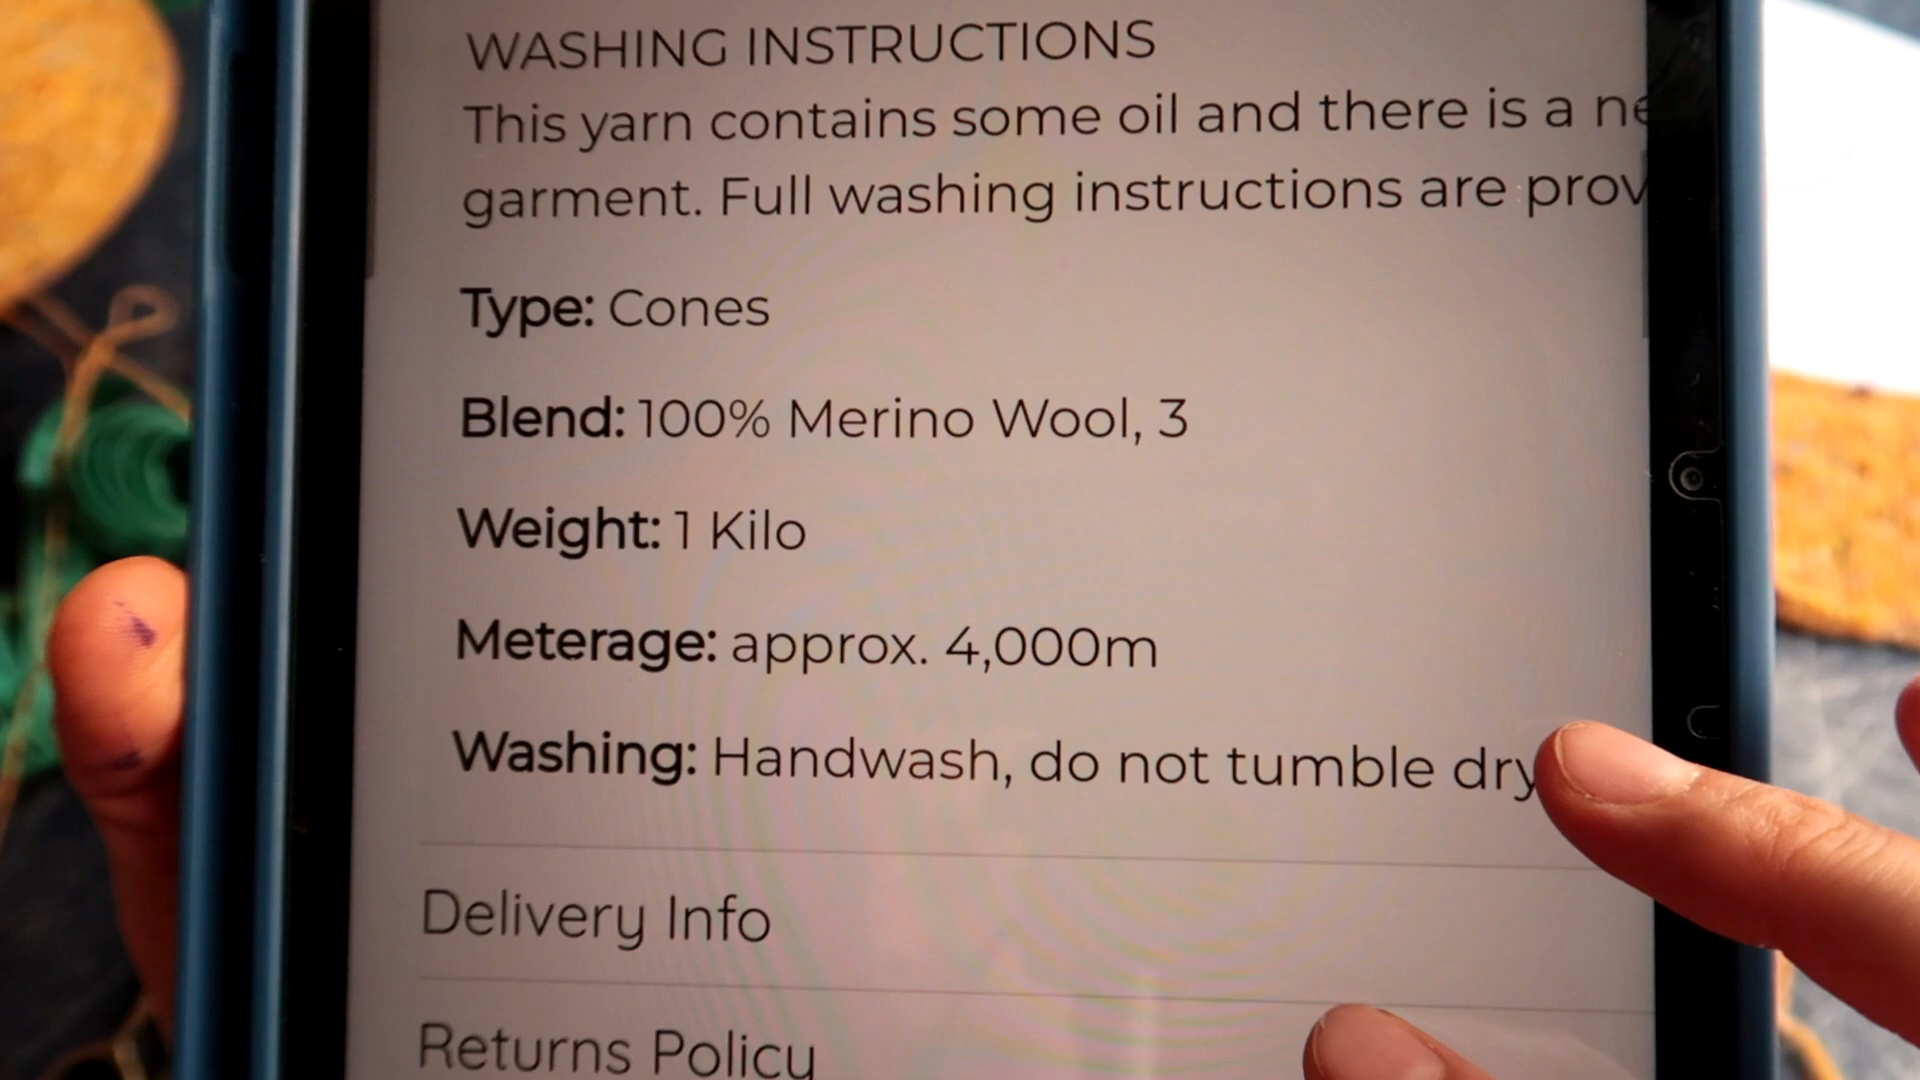 WASHING INSTRUCTIONS
This yarn contains some oil and there is a
garment. Full washing instructions are
Type: Cones
Blend: 100% Merino Wool, 3
Weight: 1 Kilo
Meterage: approx. 4,000m
Washing: Handwash, do not tumble dry
Delivery Info
Returns Policy